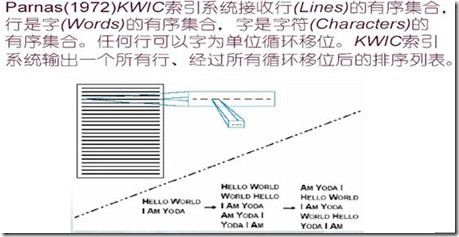 Parnas(1972)KWIC索引系统接收行(Lines)的有序集合，
行是字(Words)的有序集合，字是字符(Characters)的
有序集合。任何行可以字为单位循环移位。KWIC索引
系统输出一个所有行、经过所有循环移位后的排序列表。
HELLO WORLD
I AM YODA
HELLO WORLD
WORLD HELLO
I AM YODA
AM YODA I
YODA I AM
AM YODA I
HELLO WORLD
I AM YODA
WORLD HELLO
YODA I AM